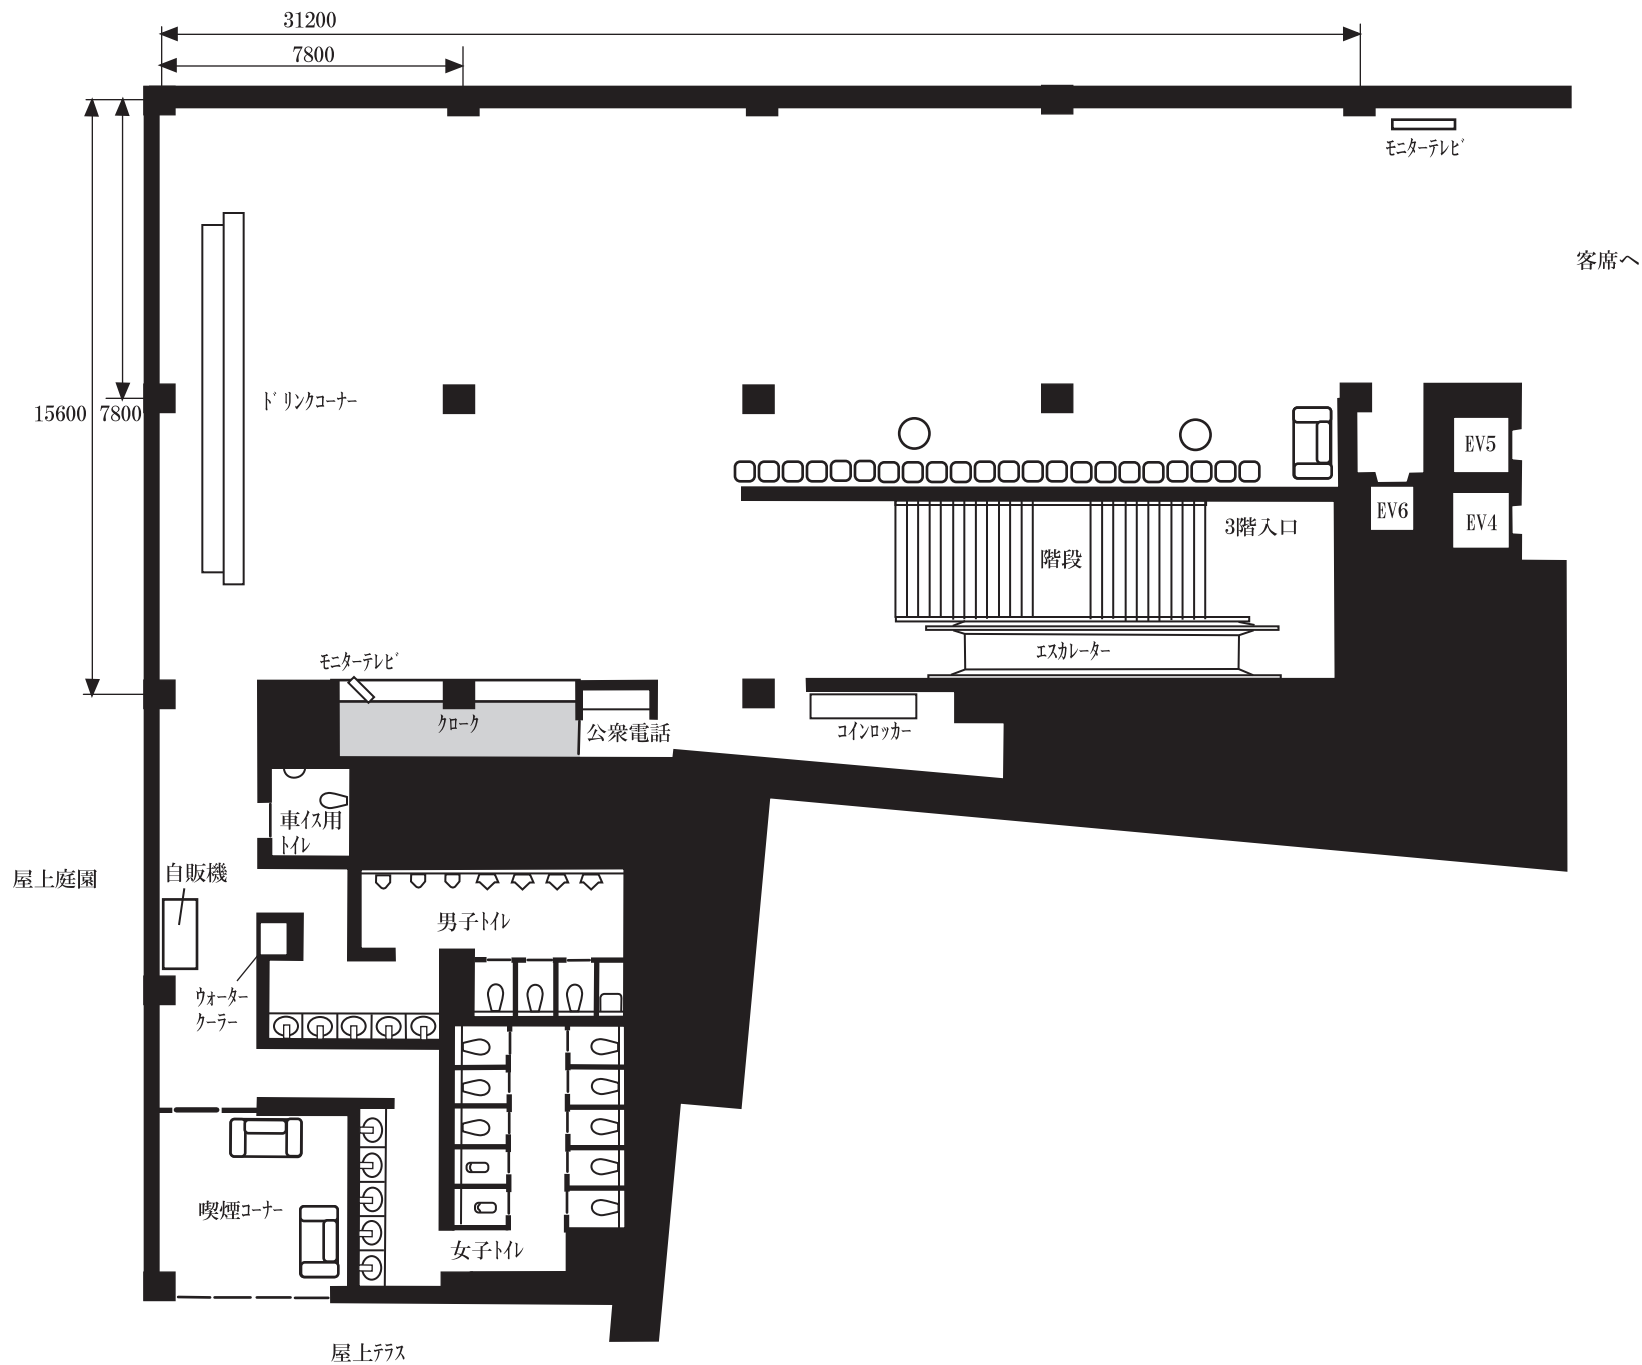 31200
7800
モニターテレビ
客席へ
15600
7800
ドリンクコーナー
EV5
EV6
EV4
3階入口
階段
エスカレーター
モニターテレビ
クローク
公衆電話
コインロッカー
車イス用
トイレ
自販機
屋上庭園
男子トイレ
ウォーター
クーラー
喫煙コーナー
女子トイレ
屋上テラス